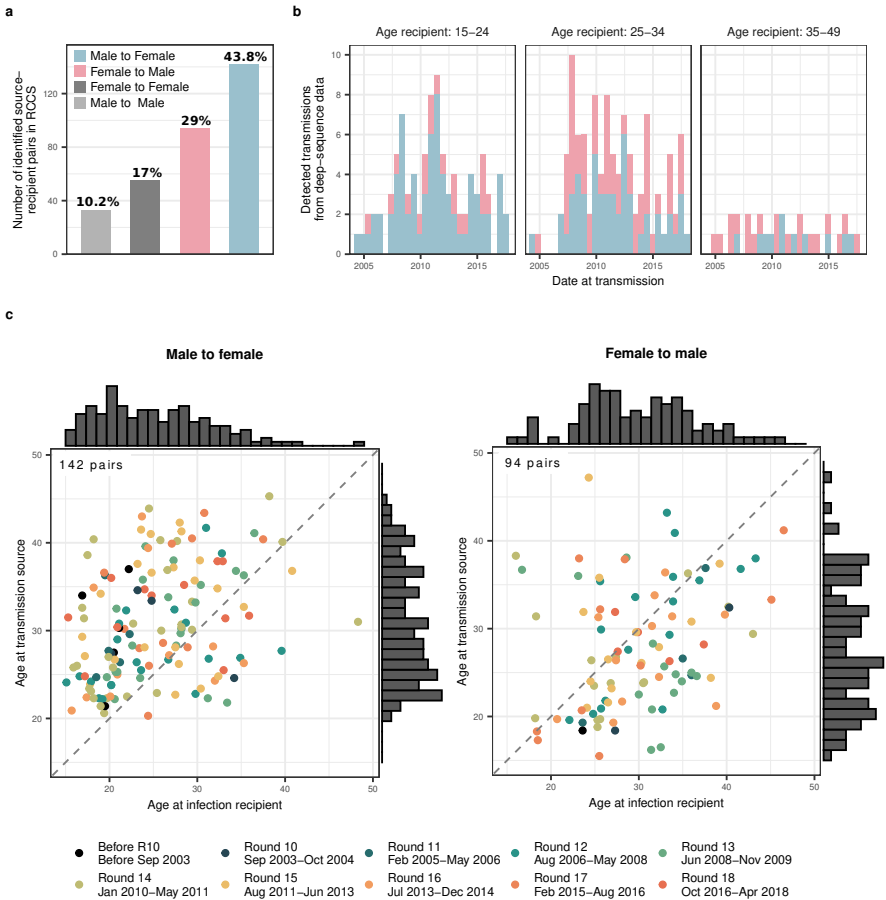 a
Number of identified source–
recipient pairs in RCCS
0
40
80
120
Male to Female
Female to Male
Female to Female
Male to  Male
10.2%
17%
29%
43.8%
b
Detected transmissions
from deep–sequence data
0
2
4
6
8
10
Age recipient: 15–24
Age recipient: 25–34
Age recipient: 35–49
2005
2010
2015
2005
2010
2015
2005
2010
2015
Date at transmission
c
Male to female
142 pairs
Age at transmission source
20
30
40
50
20
30
40
50
Age at infection recipient
Female to male
94 pairs
Age at transmission source
20
30
40
50
20
30
40
50
Age at infection recipient
Before R10
Before Sep 2003
Round 10
Sep 2003–Oct 2004
Round 11
Feb 2005–May 2006
Round 12
Aug 2006–May 2008
Round 13
Jun 2008–Nov 2009
Round 14
Jan 2010–May 2011
Round 15
Aug 2011–Jun 2013
Round 16
Jul 2013–Dec 2014
Round 17
Feb 2015–Aug 2016
Round 18
Oct 2016–Apr 2018